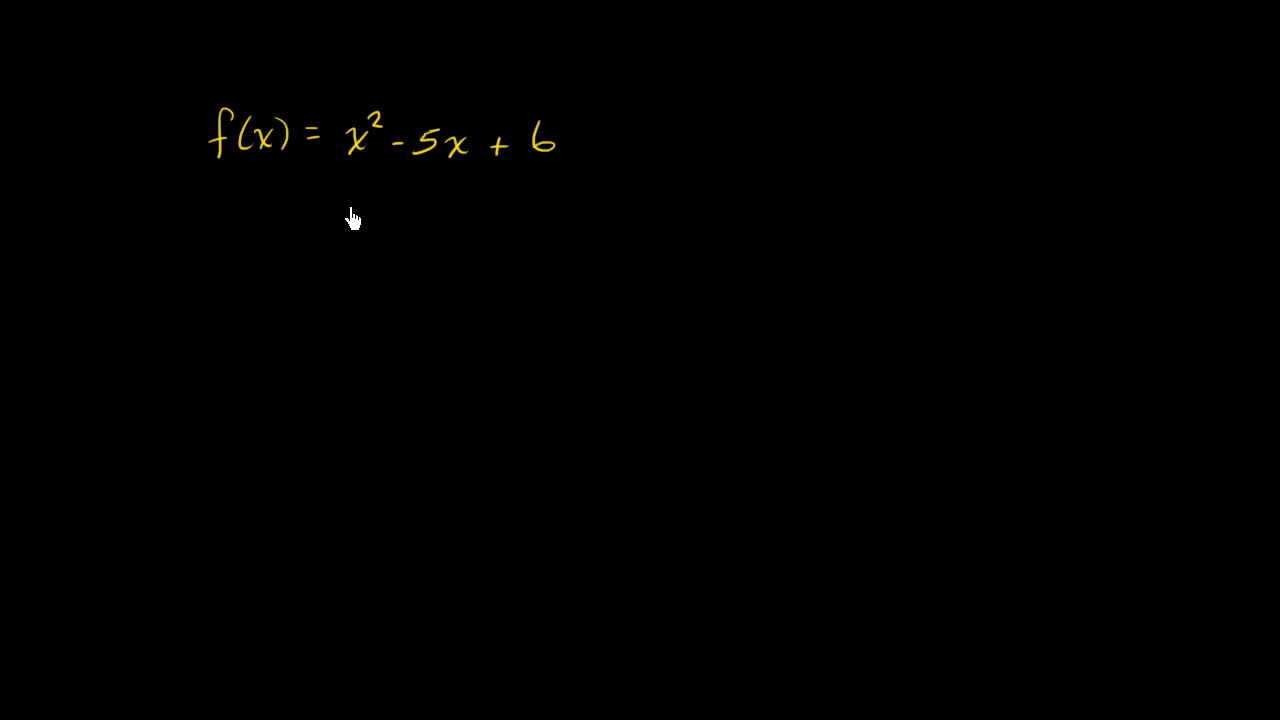 f(x) = x² - 5x + 6